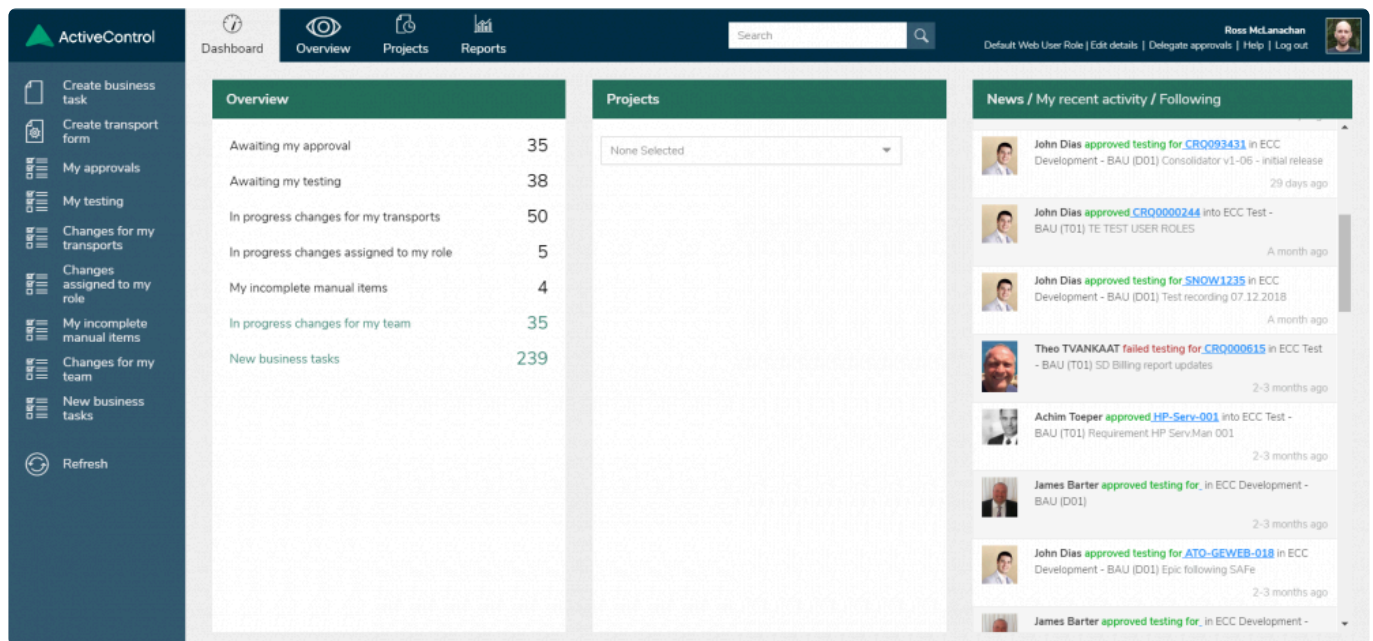 ActiveControl
Dashboard
Overview
Projects
Reports
Search
Ross McLanachan
Default Web User Role | Edit details | Delegate approvals | Help | Log out
Create business
task
Create transport
form
My approvals
My testing
Changes for my
transports
Changes
assigned to my
role
My incomplete
manual items
Changes for my
team
New business
tasks
Refresh
Overview
Awaiting my approval 35
Awaiting my testing 38
In progress changes for my transports 50
In progress changes assigned to my role 5
My incomplete manual items 4
In progress changes for my team 35
New business tasks 239
Projects
None Selected
News / My recent activity / Following
John Dias approved testing for CRQ093431 in ECC
Development - BAU (D01) Consolidator v1-06 - initial release
29 days ago
John Dias approved CRQ0000244 into ECC Test -
BAU (T01) TE TEST USER ROLES
A month ago
John Dias approved testing for SNOW1235 in ECC
Development - BAU (D01) Test recording 07.12.2018
A month ago
Theo TVANKAAT failed testing for CRQ000615 in ECC Test
- BAU (T01) SD Billing report updates
2-3 months ago
Achim Toeper approved HP-Serv-001 into ECC Test -
BAU (T01) Requirement HP Serv.Man 001
2-3 months ago
James Barter approved testing for in ECC Development -
BAU (D01)
2-3 months ago
John Dias approved testing for ATO-GEWEB-018 in ECC
Development - BAU (D01) Epic following SAFe
2-3 months ago
James Barter approved testing for in ECC Development -